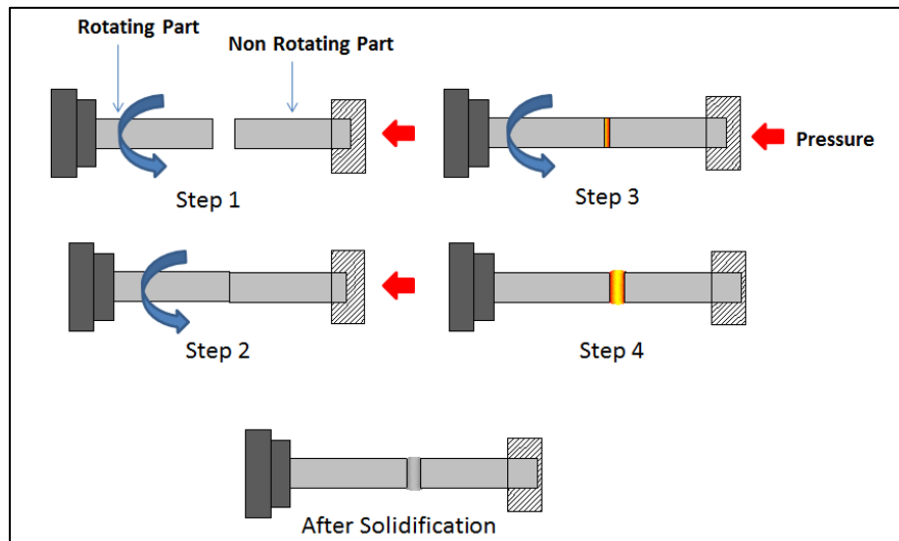 Rotating Part
Non Rotating Part
Pressure
Step 1
Step 3
Step 2
Step 4
After Solidification